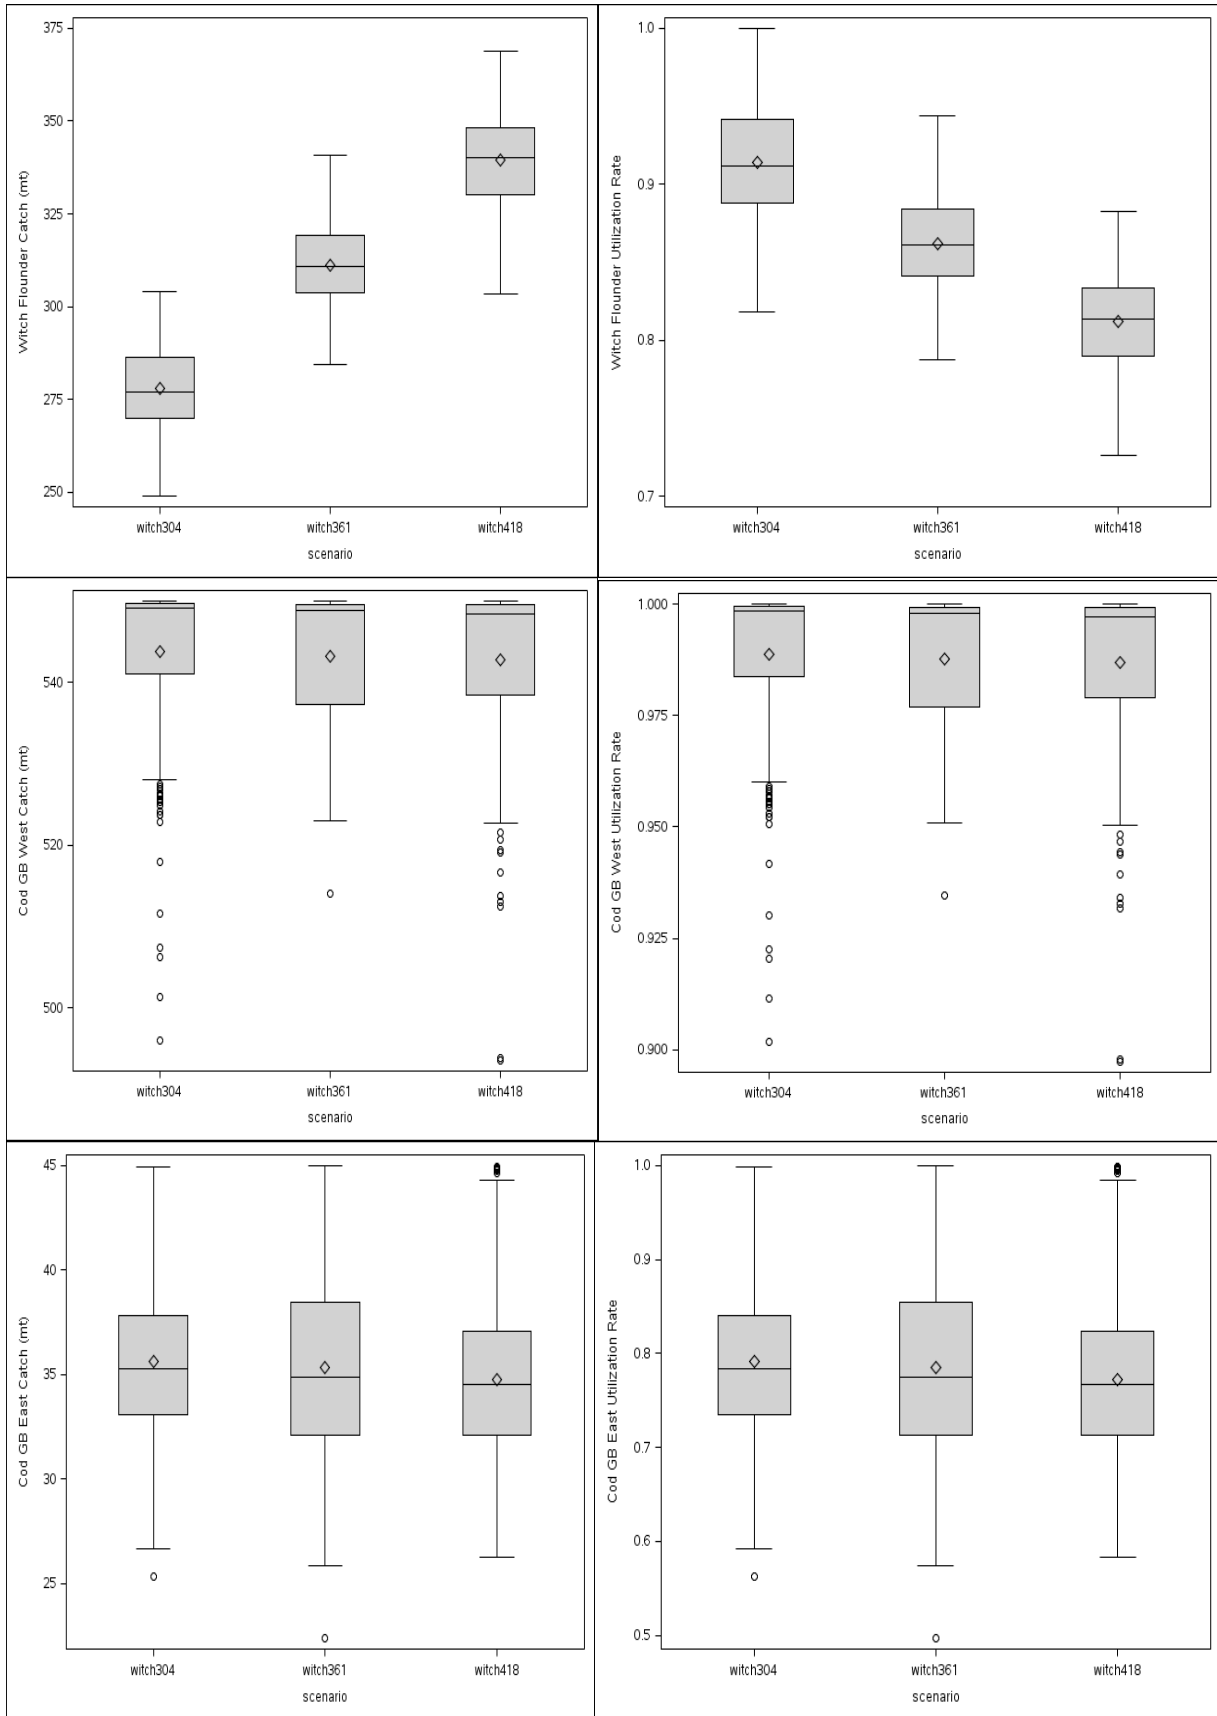 Witch Flounder Catch (mt)
375
350
325
300
275
250
witch304 witch361 witch418
scenario
Witch Flounder Utilization Rate
1.0
0.9
0.8
0.7
witch304 witch361 witch418
scenario
Cod GB West Catch (mt)
540
520
500
witch304 witch361 witch418
scenario
Cod GB West Utilization Rate
1.000
0.975
0.950
0.925
0.900
witch304 witch361 witch418
scenario
Cod GB East Catch (mt)
45
40
35
30
25
witch304 witch361 witch418
scenario
Cod GB East Utilization Rate
1.0
0.9
0.8
0.7
0.6
0.5
witch304 witch361 witch418
scenario